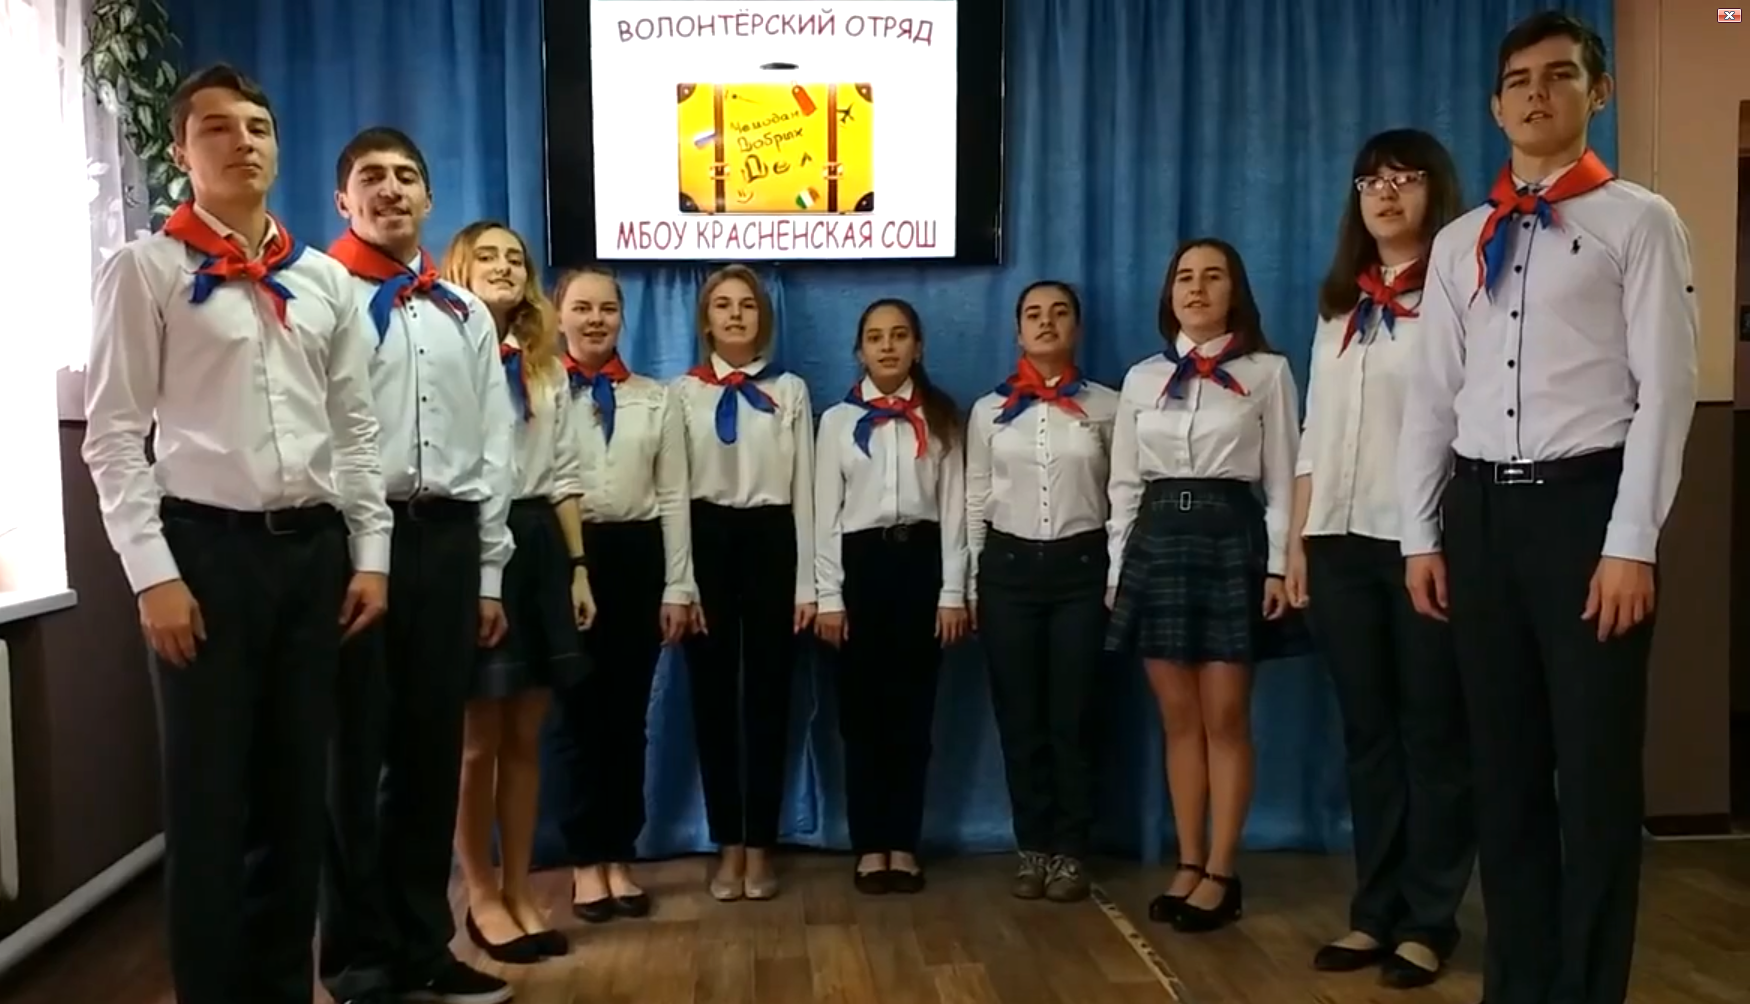 ВОЛОНТЁРСКИЙ ОТРЯД
Чемодан
Добрых
Дел
МБОУ КРАСНЕНСКАЯ СОШ